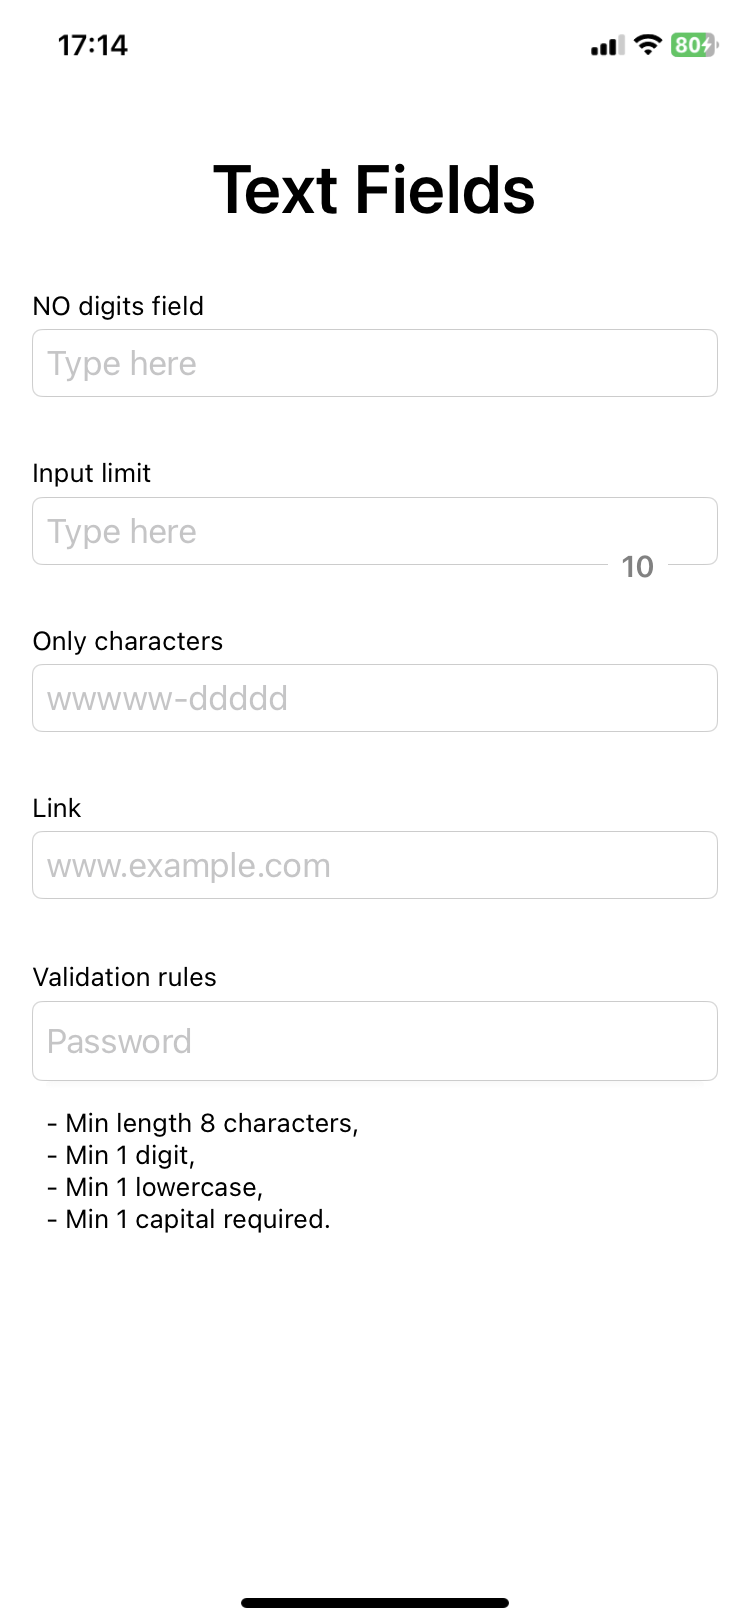 17:14
80
Text Fields
NO digits field
Type here
Input limit
Type here
10
Only characters
wwwww-ddddd
Link
www.example.com
Validation rules
Password
- Min length 8 characters,
- Min 1 digit,
- Min 1 lowercase,
- Min 1 capital required.